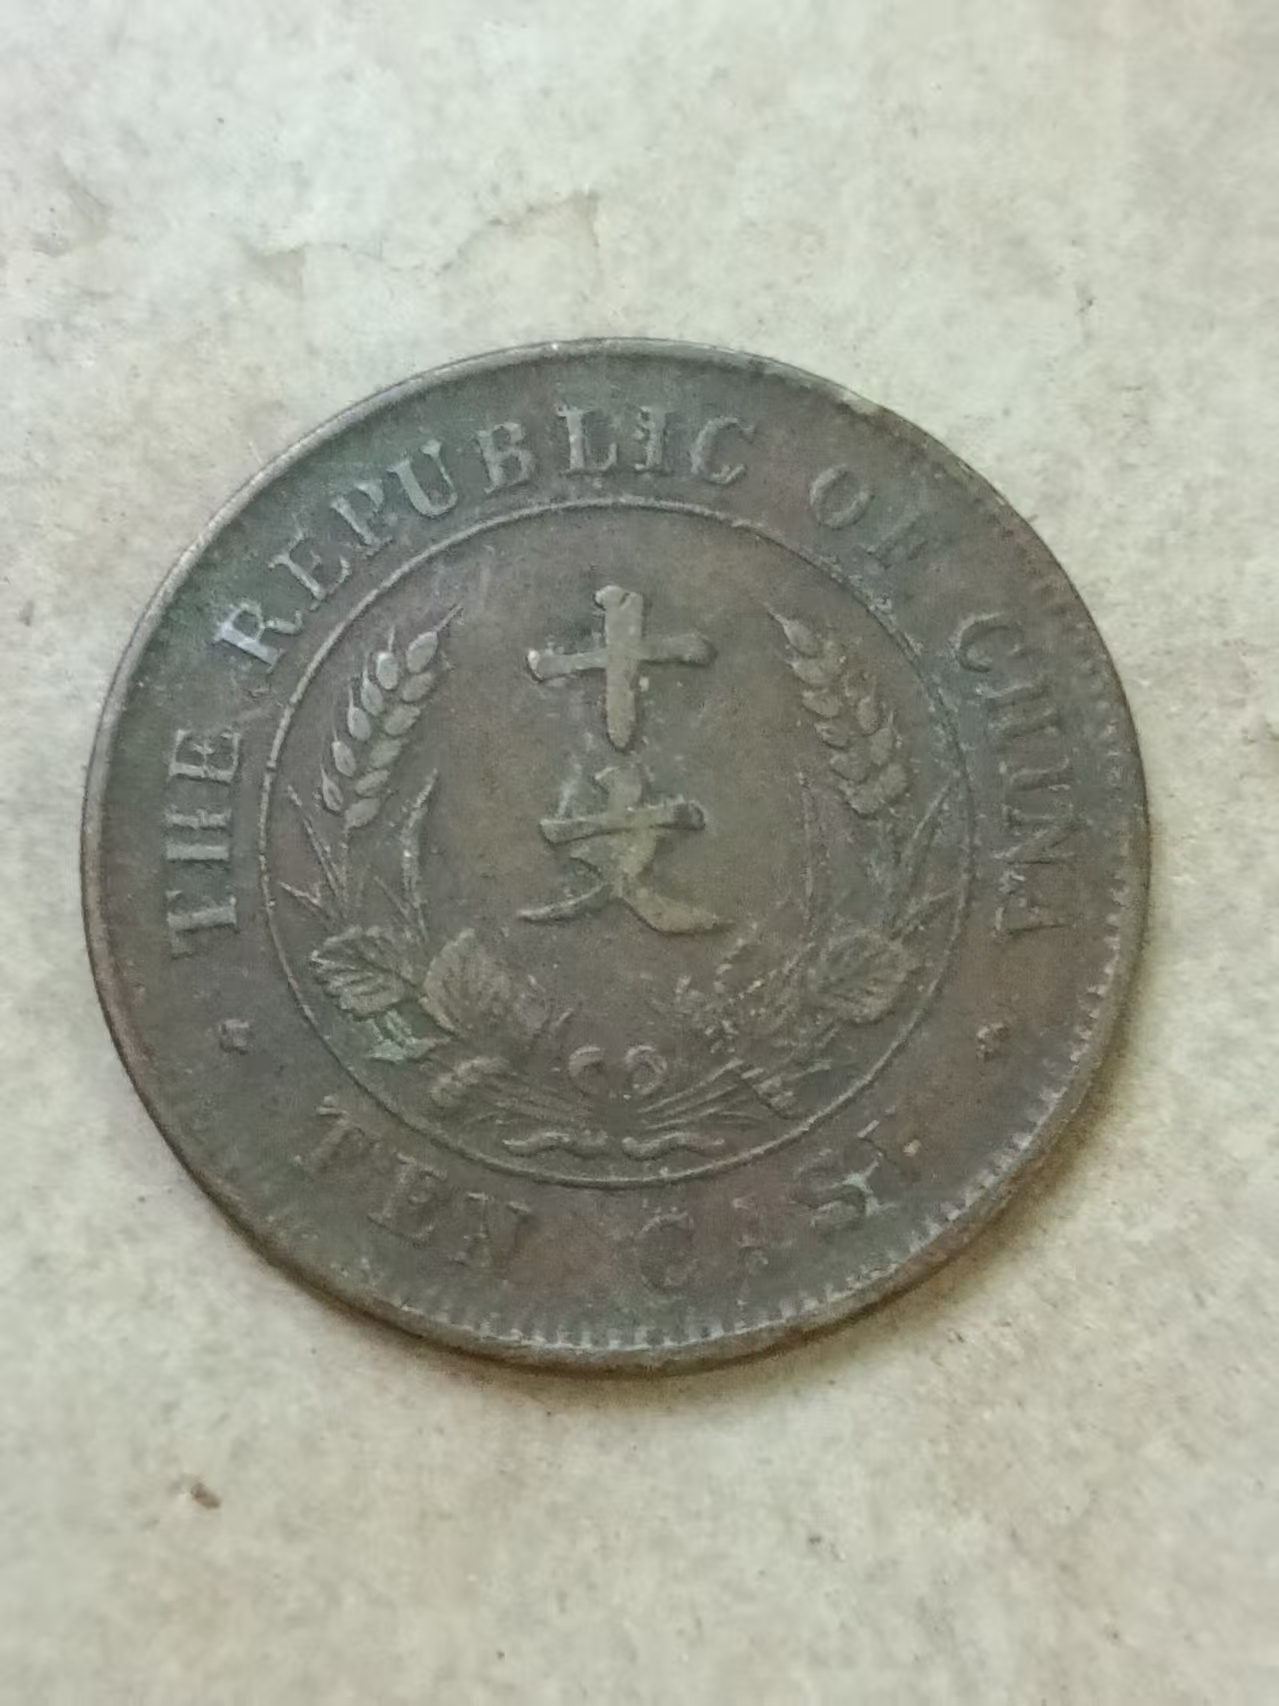 THE REPUBLIC OF CHINA
十
文
TEN CASH